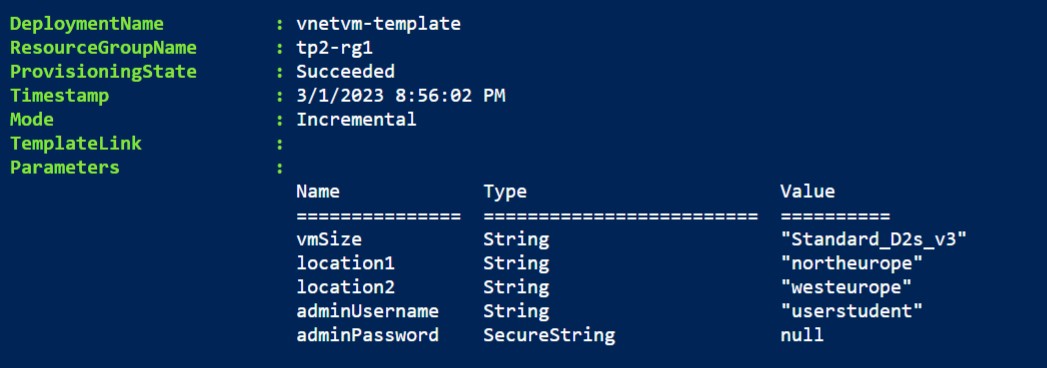 DeploymentName : vnetvm-template
ResourceGroupName : tp2-rg1
ProvisioningState : Succeeded
Timestamp : 3/1/2023 8:56:02 PM
Mode : Incremental
TemplateLink :
Parameters :
Name Type Value
=============== ========================= ==========
vmSize String "Standard_D2s_v3"
location1 String "northeurope"
location2 String "westeurope"
adminUsername String "userstudent"
adminPassword SecureString null